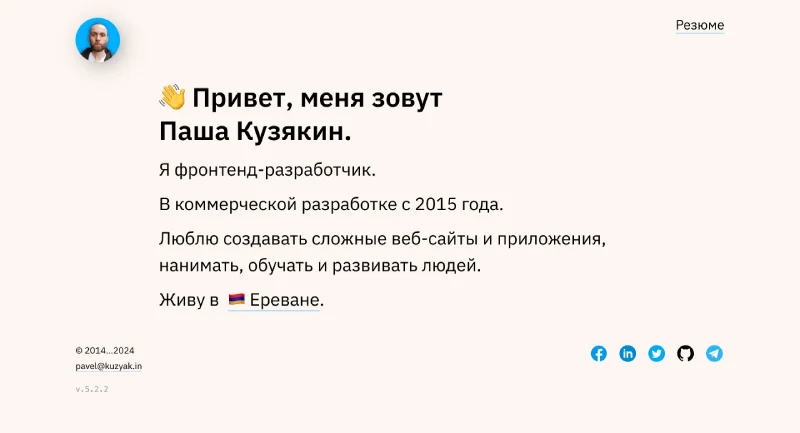 Резюме
👋 Привет, меня зовут
Паша Кузякин.
Я фронтенд-разработчик.
В коммерческой разработке с 2015 года.
Люблю создавать сложные веб-сайты и приложения,
нанимать, обучать и развивать людей.
Живу в 🇦🇲 Ереване.
© 2014...2024
pavel@kuzyak.in
v.5.2.2